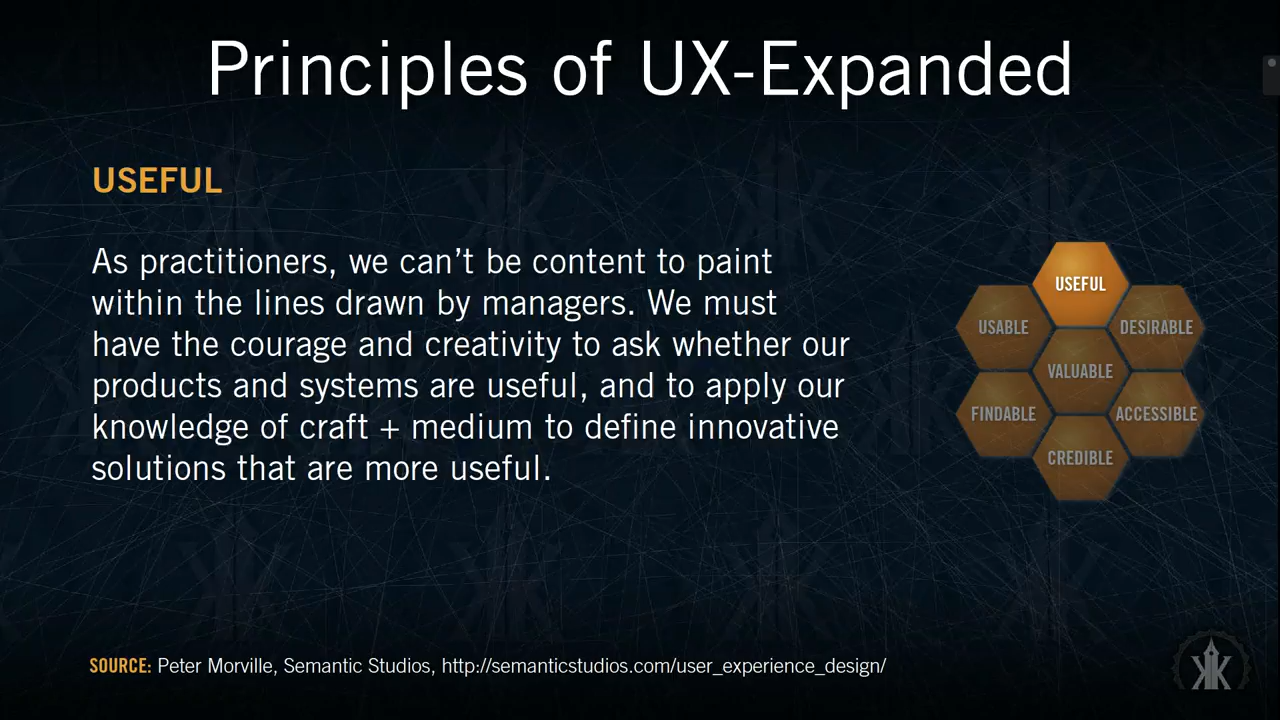 Principles of UX-Expanded
USEFUL
As practitioners, we can’t be content to paint
within the lines drawn by managers. We must
have the courage and creativity to ask whether our
products and systems are useful, and to apply our
knowledge of craft + medium to define innovative
solutions that are more useful.
USEFUL
USABLE
DESIRABLE
VALUABLE
FINDABLE
ACCESSIBLE
CREDIBLE
SOURCE: Peter Morville, Semantic Studios, http://semanticstudios.com/user_experience_design/